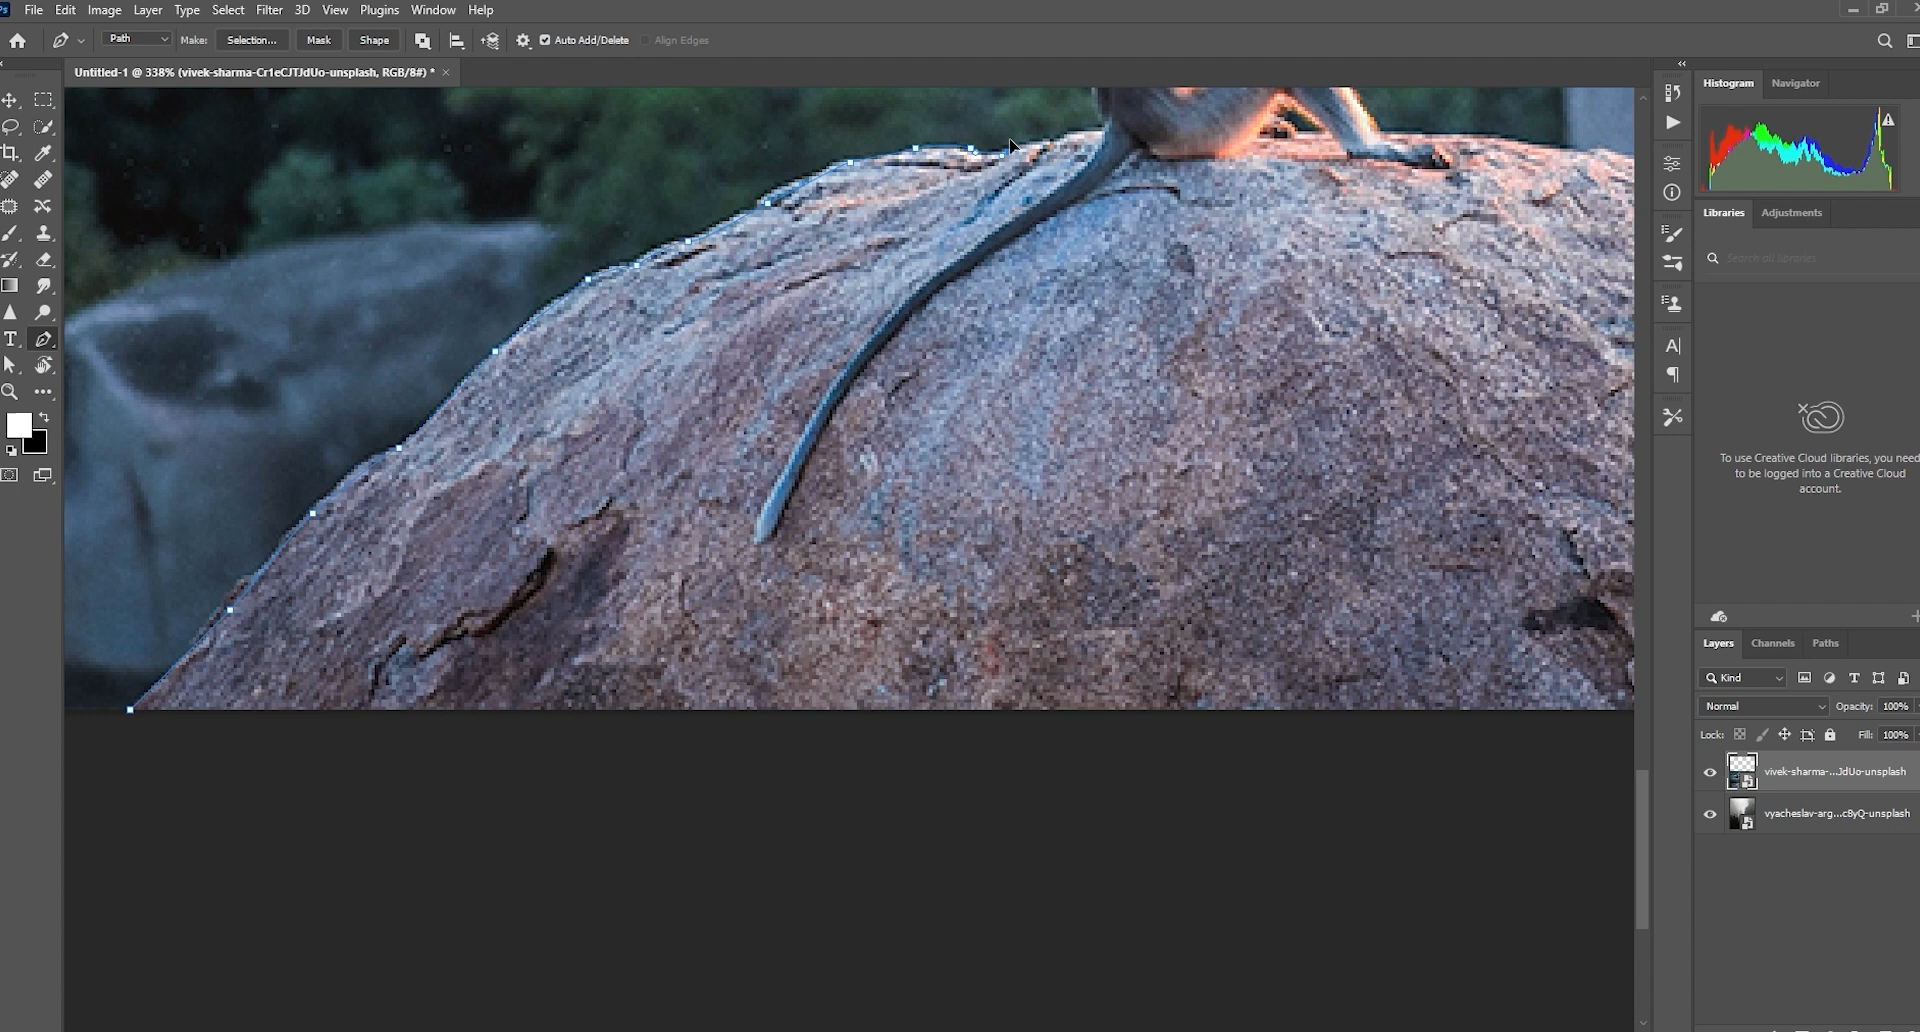 Ps File Edit Image Layer Type Select Filter 3D View Plugins Window Help
Path Make: Selection... Mask Shape Auto Add/Delete Align Edges
Untitled-1 @ 338% (vivek-sharma-Cr1eCJTJdUo-unsplash, RGB/8#) * ×
Histogram Navigator
Libraries Adjustments
Search all libraries
To use Creative Cloud libraries, you need
to be logged into a Creative Cloud
account.
Layers Channels Paths
Kind
Normal Opacity: 100%
Lock: Fill: 100%
vivek-sharma-...JdUo-unsplash
vyacheslav-arg...c8yQ-unsplash